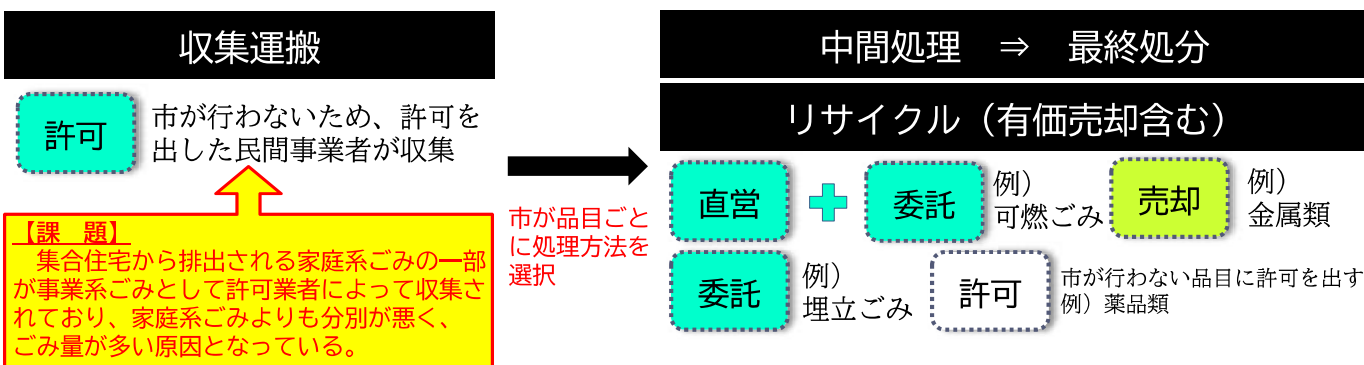 収集運搬
許可
市が行わないため、許可を
出した民間事業者が収集
【課　題】
　集合住宅から排出される家庭系ごみの一部
が事業系ごみとして許可業者によって収集さ
れており、家庭系ごみよりも分別が悪く、
ごみ量が多い原因となっている。
市が品目ごと
に処理方法を
選択
中間処理　⇒　最終処分
リサイクル（有価売却含む）
直営
委託
例）
可燃ごみ
売却
例）
金属類
委託
例）
埋立ごみ
許可
市が行わない品目に許可を出す
例）薬品類